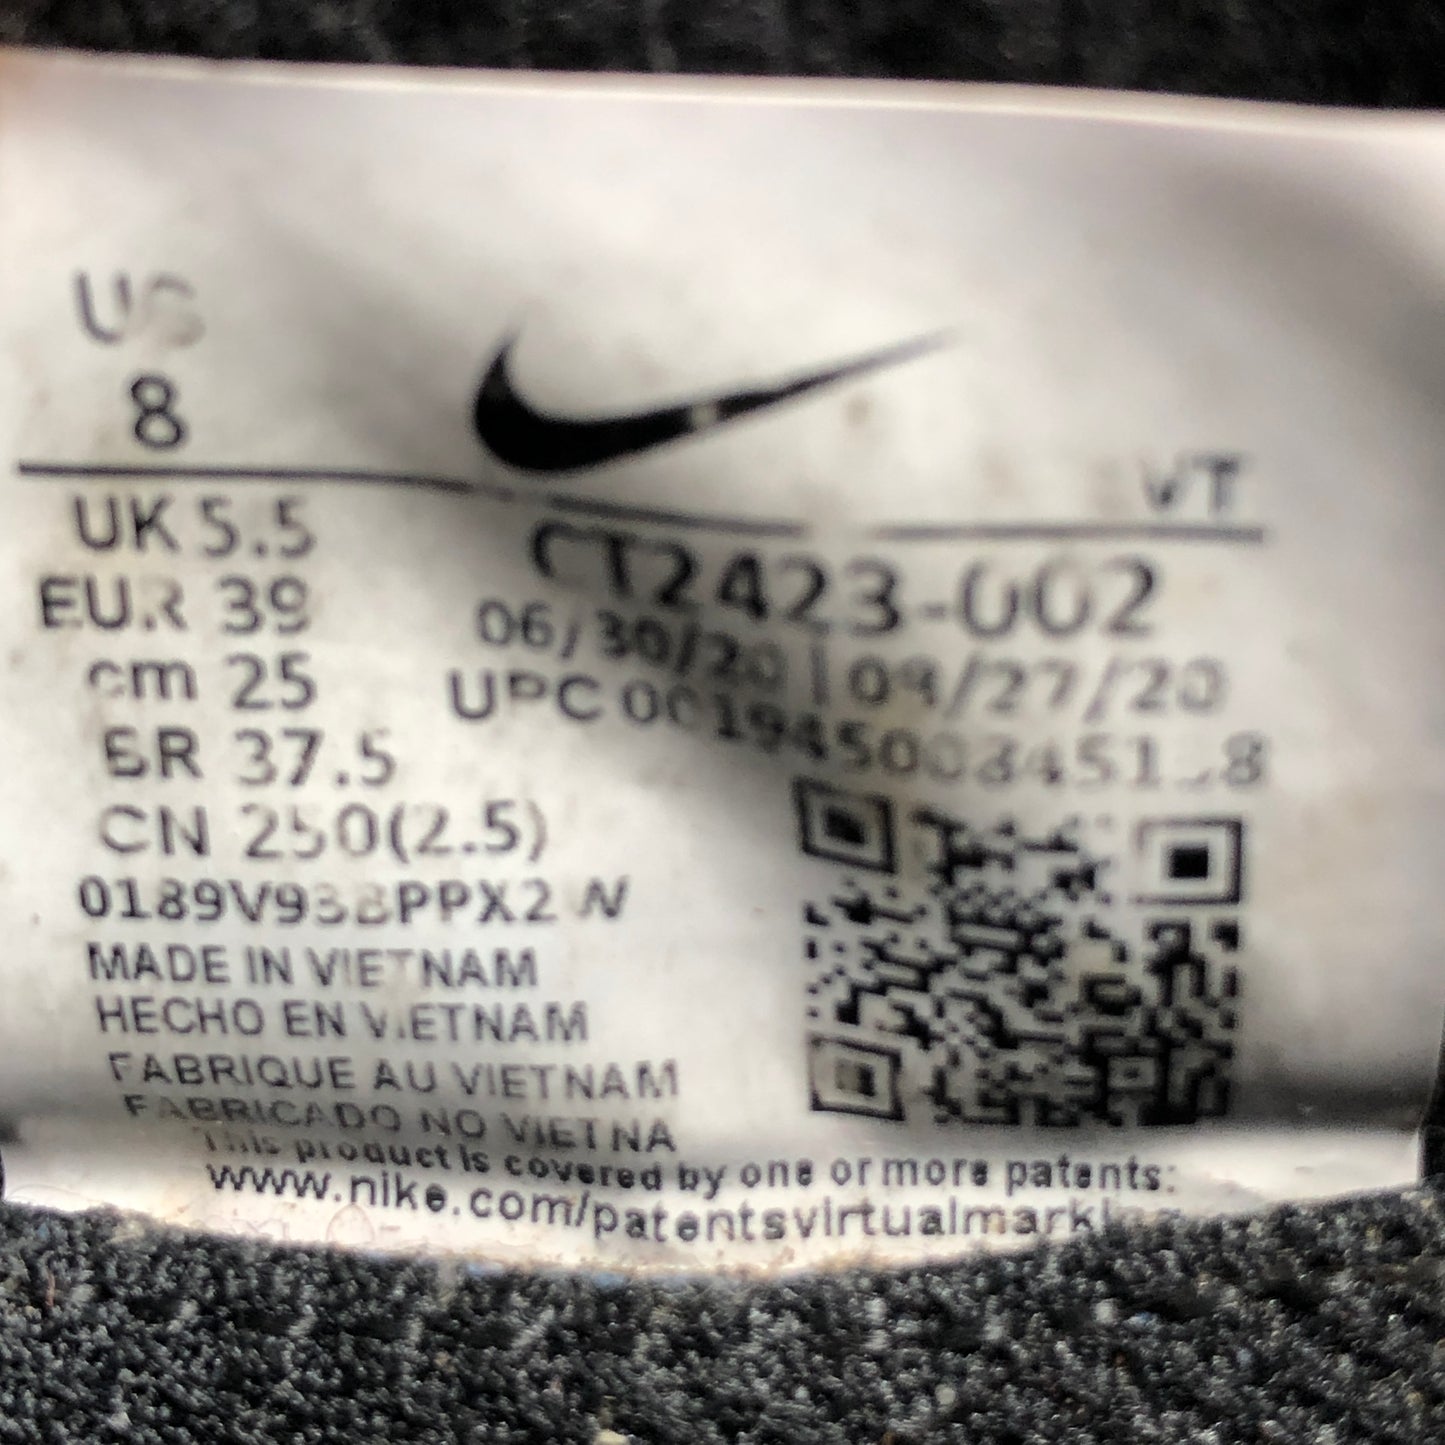 US
8
VT
UK 5.5
EUR 39
cm 25
BR 37.5
CN 250(2.5)
CT2423-002
06/30/20 | 09/27/20
UPC
MADE IN VIETNAM
HECHO EN VIETNAM
FABRIQUE AU VIETNAM
FABRICADO NO VIETNA
This product is covered by one or more patents:
www.nike.com/patentsvirtualmarking